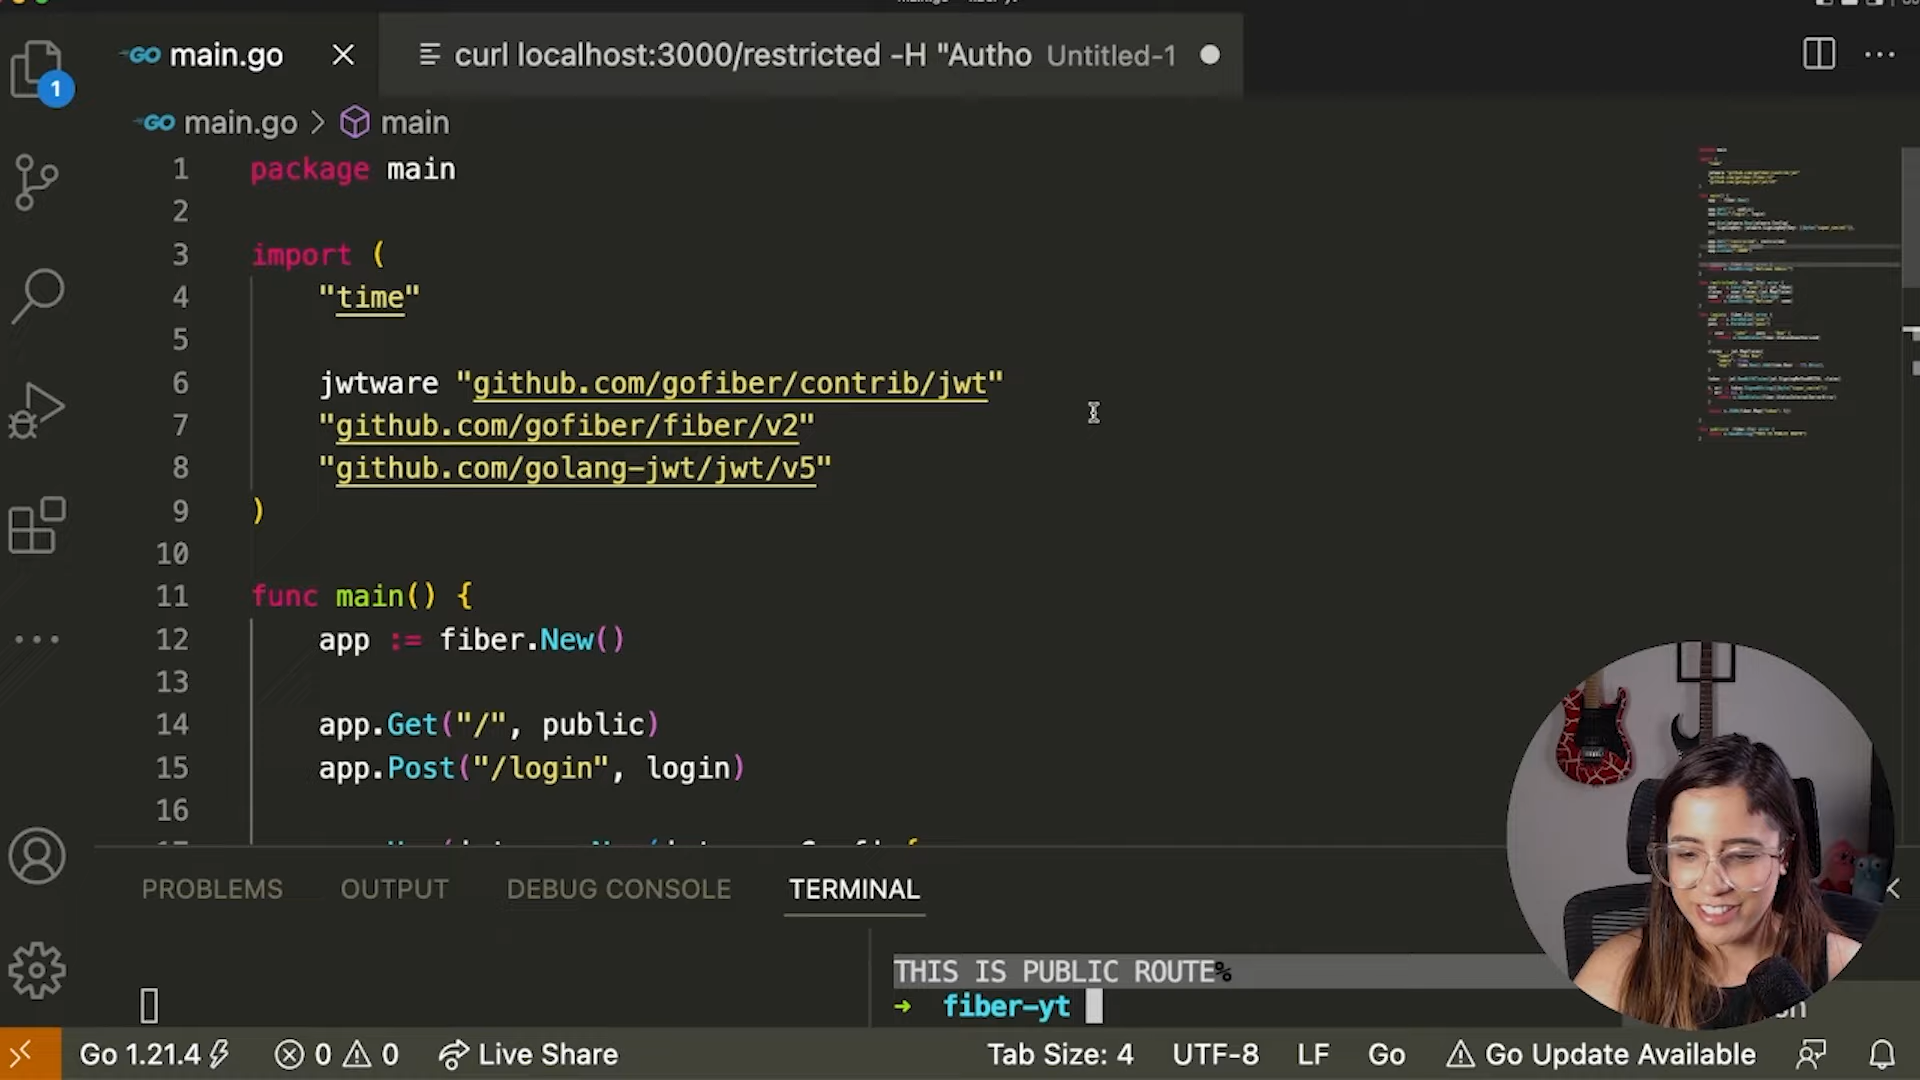 GO main.go
curl localhost:3000/restricted -H "Autho Untitled-1
1
GO main.go > main
1 package main
2
3 import (
4 "time"
5
6 jwtware "github.com/gofiber/contrib/jwt"
7 "github.com/gofiber/fiber/v2"
8 "github.com/golang-jwt/jwt/v5"
9 )
10
11 func main() {
12 app := fiber.New()
13
14 app.Get("/", public)
15 app.Post("/login", login)
16
PROBLEMS OUTPUT DEBUG CONSOLE TERMINAL
THIS IS PUBLIC ROUTE%
→ fiber-yt
Go 1.21.4 0 0 Live Share Tab Size: 4 UTF-8 LF Go Go Update Available